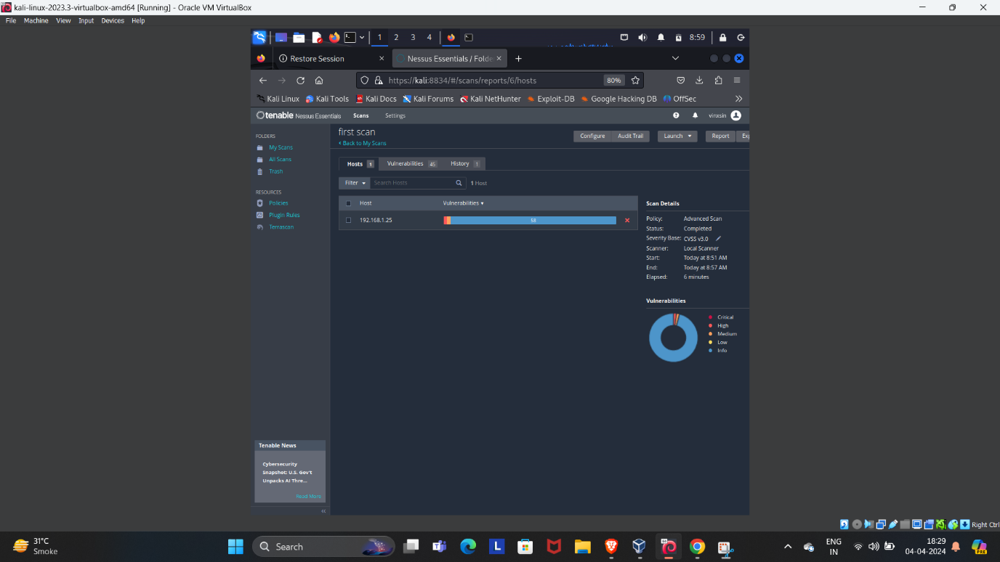 kali-linux-2023.3-virtualbox-amd64 [Running] - Oracle VM VirtualBox
File Machine View Input Devices Help
1 2 3 4 8:59
Restore Session Nessus Essentials / Folde
https://kali:8834/#/scans/reports/6/hosts 80%
Kali Linux Kali Tools Kali Docs Kali Forums Kali NetHunter Exploit-DB Google Hacking DB OffSec
tenable Nessus Essentials Scans Settings vinxsin
FOLDERS
My Scans
All Scans
Trash
RESOURCES
Policies
Plugin Rules
Terrascan
first scan
Back to My Scans
Configure Audit Trail Launch Report Exp
Hosts 1 Vulnerabilities 45 History 1
Filter Search Hosts 1 Host
Host Vulnerabilities
192.168.1.25 58
Scan Details
Policy: Advanced Scan
Status: Completed
Severity Base: CVSS v3.0
Scanner: Local Scanner
Start: Today at 8:51 AM
End: Today at 8:57 AM
Elapsed: 6 minutes
Vulnerabilities
Critical
High
Medium
Low
Info
Tenable News
Cybersecurity
Snapshot: U.S. Gov't
Unpacks AI Thre...
Read More
Right Ctrl
31°C
Smoke
Search
L
ENG
IN
18:29
04-04-2024
PRE